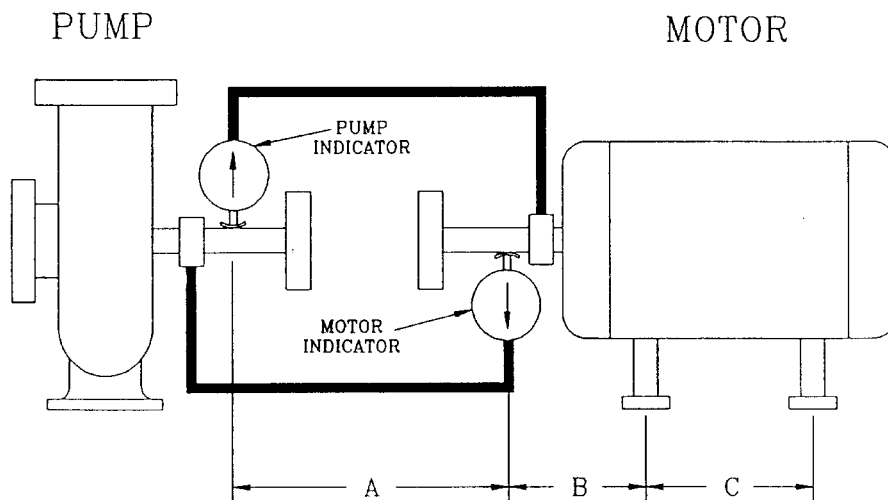 PUMP
MOTOR
PUMP
INDICATOR
MOTOR
INDICATOR
A
B
C